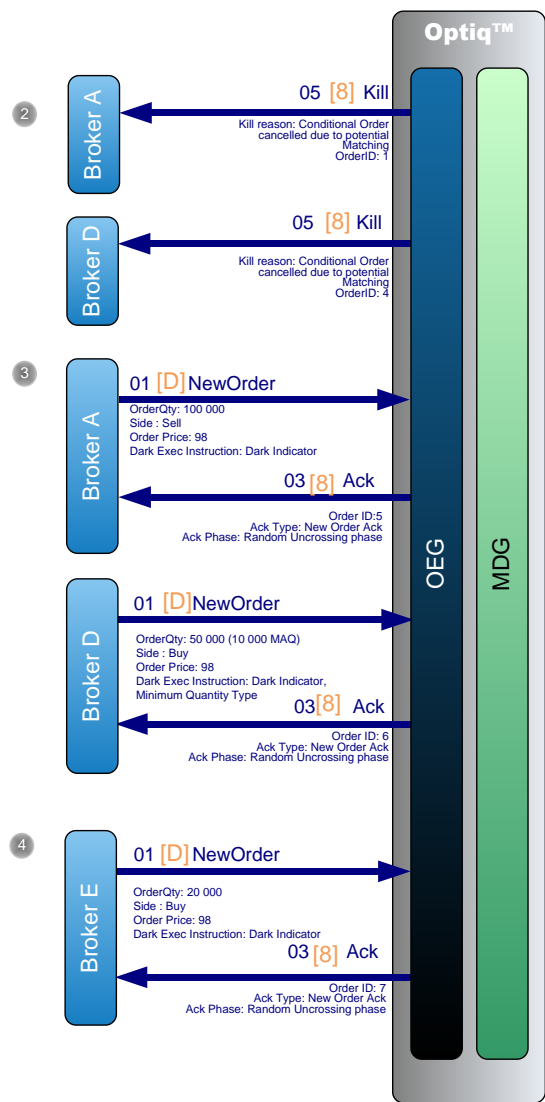 Optiq™
2
Broker A
05 [8] Kill
Kill reason: Conditional Order
cancelled due to potential
Matching
OrderID: 1
Broker D
05 [8] Kill
Kill reason: Conditional Order
cancelled due to potential
Matching
OrderID: 4
3
Broker A
01 [D] NewOrder
OrderQty: 100 000
Side : Sell
Order Price: 98
Dark Exec Instruction: Dark Indicator
03 [8] Ack
Order ID:5
Ack Type: New Order Ack
Ack Phase: Random Uncrossing phase
OEG
MDG
Broker D
01 [D] NewOrder
OrderQty: 50 000 (10 000 MAQ)
Side : Buy
Order Price: 98
Dark Exec Instruction: Dark Indicator,
Minimum Quantity Type
03 [8] Ack
Order ID: 6
Ack Type: New Order Ack
Ack Phase: Random Uncrossing phase
4
Broker E
01 [D] NewOrder
OrderQty: 20 000
Side : Buy
Order Price: 98
Dark Exec Instruction: Dark Indicator
03 [8] Ack
Order ID: 7
Ack Type: New Order Ack
Ack Phase: Random Uncrossing phase